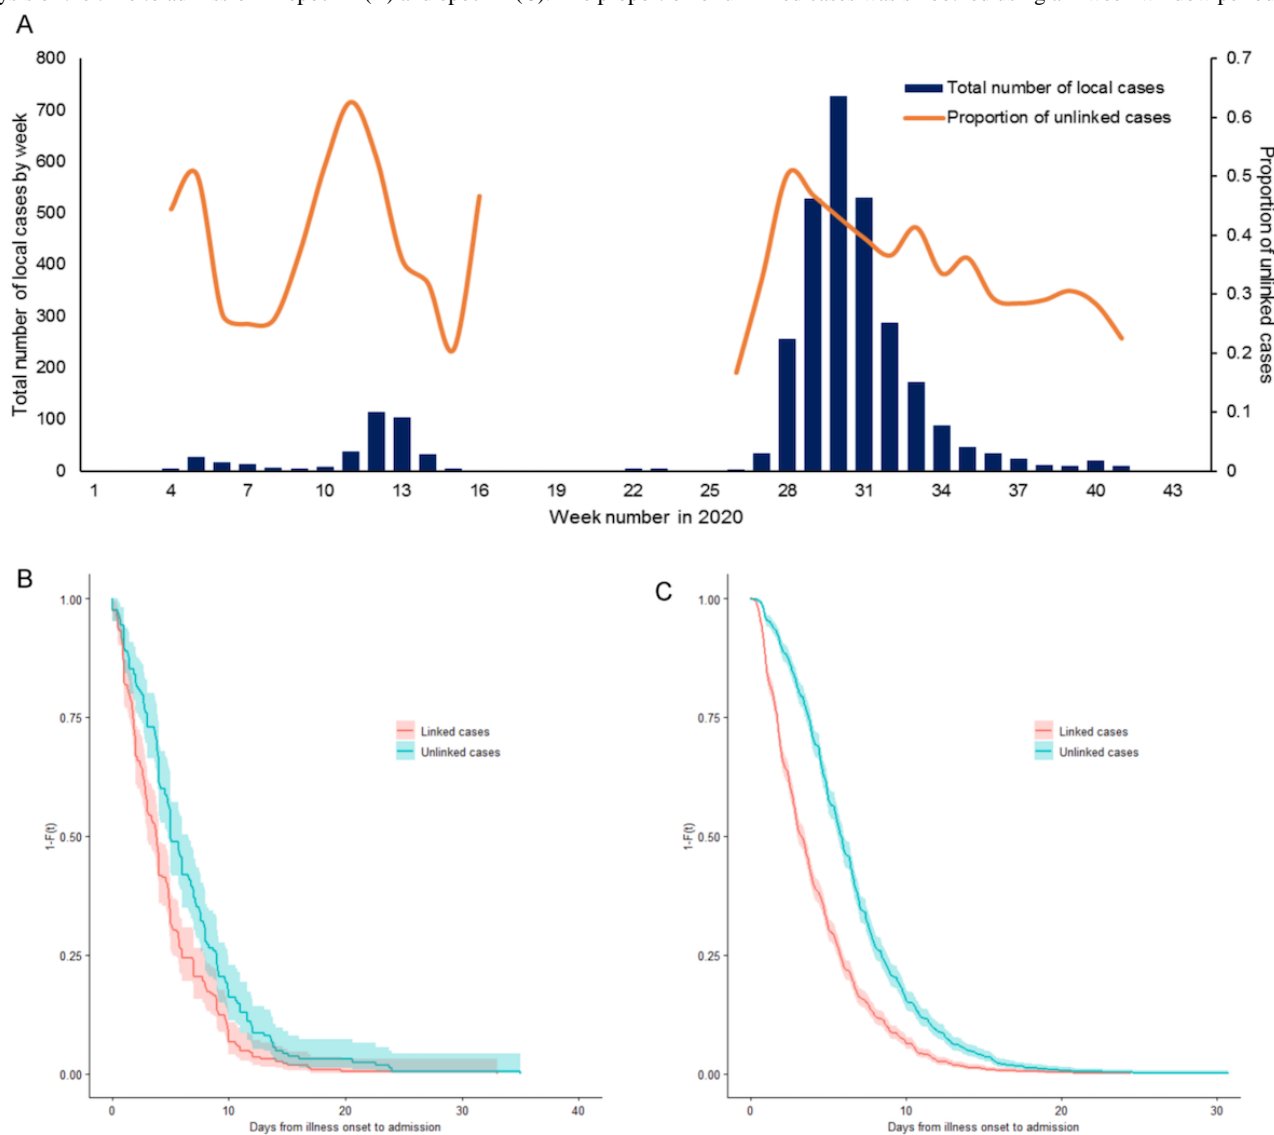 A
800
700
600
500
400
300
200
100
0
Total number of local cases by week
0.7
0.6
0.5
0.4
0.3
0.2
0.1
0
Proportion of unlinked cases
Total number of local cases
Proportion of unlinked cases
1 4 7 10 13 16 19 22 25 28 31 34 37 40 43
Week number in 2020
B
1.00
0.75
0.50
0.25
0.00
1-F(t)
Linked cases
Unlinked cases
0 10 20 30 40
Days from illness onset to admission
C
1.00
0.75
0.50
0.25
0.00
1-F(t)
Linked cases
Unlinked cases
0 10 20 30
Days from illness onset to admission